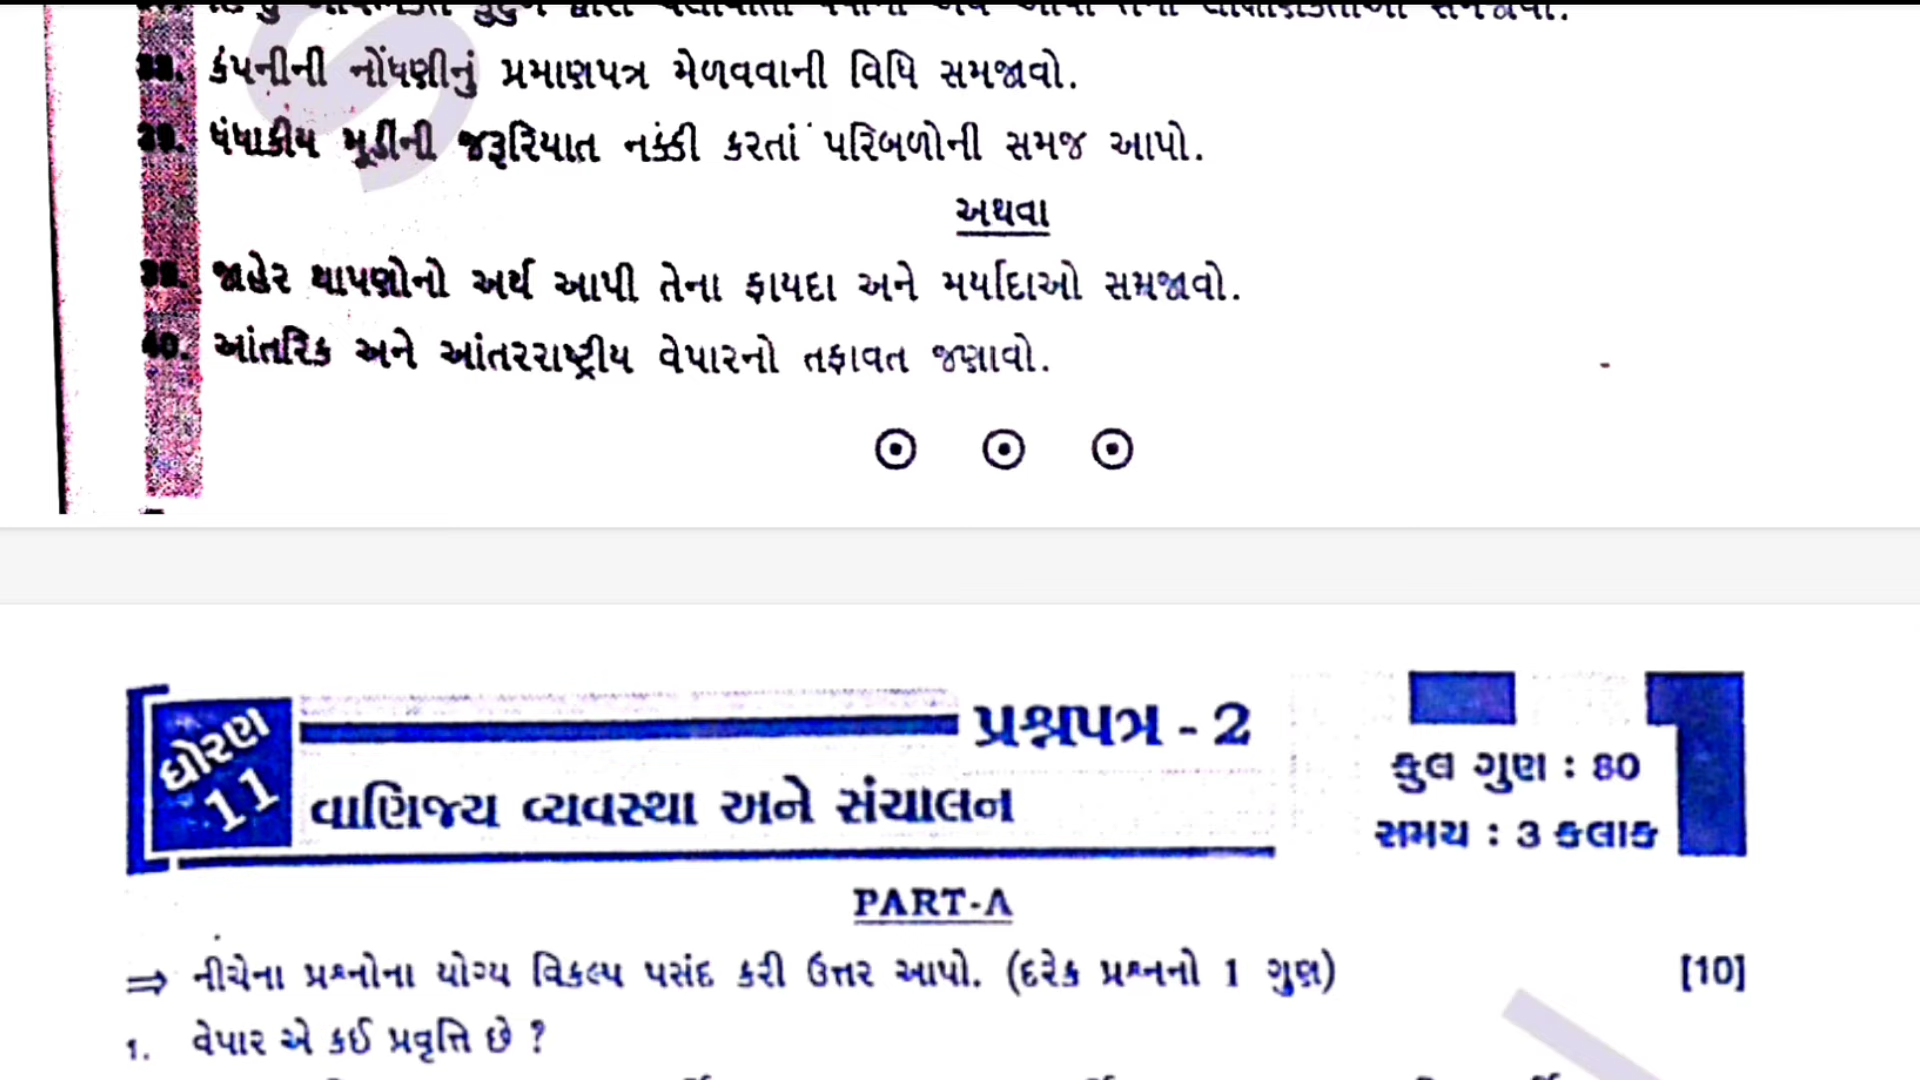 38. કંપનીની નોંધણીનું પ્રમાણપત્ર મેળવવાની વિધિ સમજાવો.
39. ધંધાકીય મૂડીની જરૂરિયાત નક્કી કરતાં પરિબળોની સમજ આપો.
અથવા
39. જાહેર થાપણોનો અર્થ આપી તેના ફાયદા અને મર્યાદાઓ સમજાવો.
40. આંતરિક અને આંતરરાષ્ટ્રીય વેપારનો તફાવત જણાવો.
ધોરણ 11
પ્રશ્નપત્ર - 2
વાણિજ્ય વ્યવસ્થા અને સંચાલન
કુલ ગુણ : 80
સમય : 3 કલાક
PART-A
⇒ નીચેના પ્રશ્નોના યોગ્ય વિકલ્પ પસંદ કરી ઉત્તર આપો. (દરેક પ્રશ્નનો 1 ગુણ) [10]
1. વેપાર એ કઈ પ્રવૃત્તિ છે ?